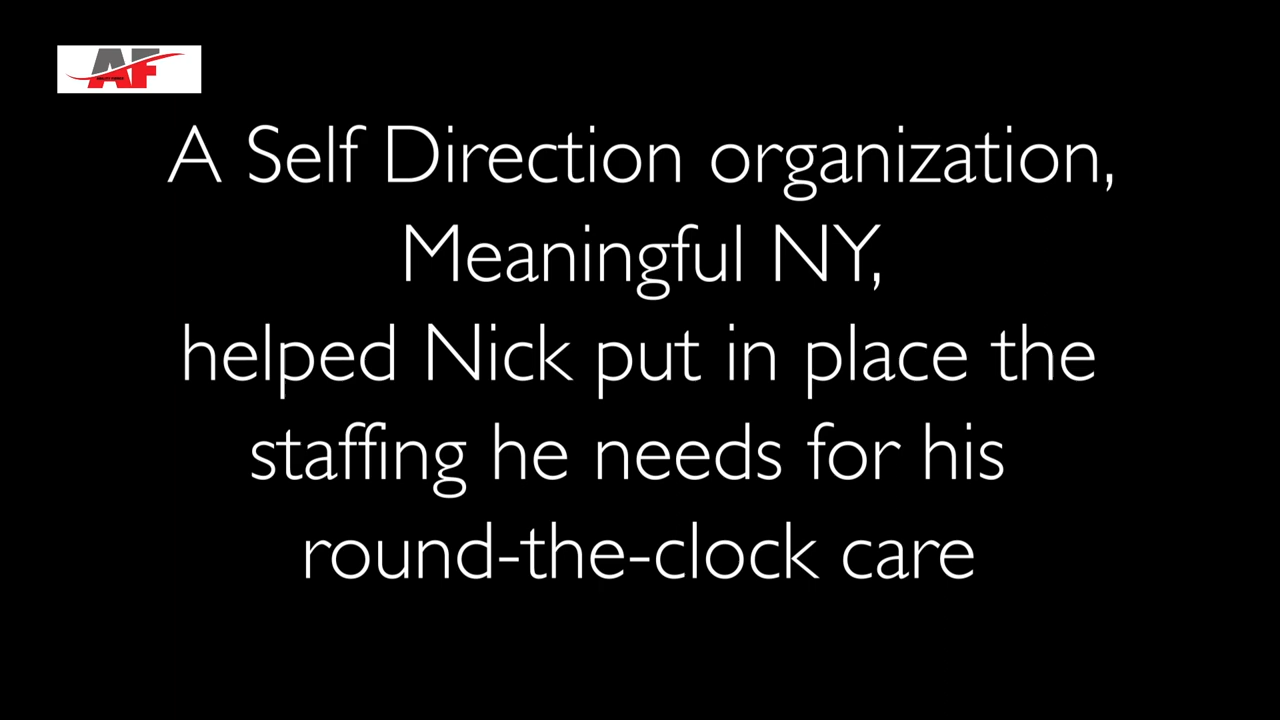 AF
A Self Direction organization,
Meaningful NY,
helped Nick put in place the
staffing he needs for his
round-the-clock care